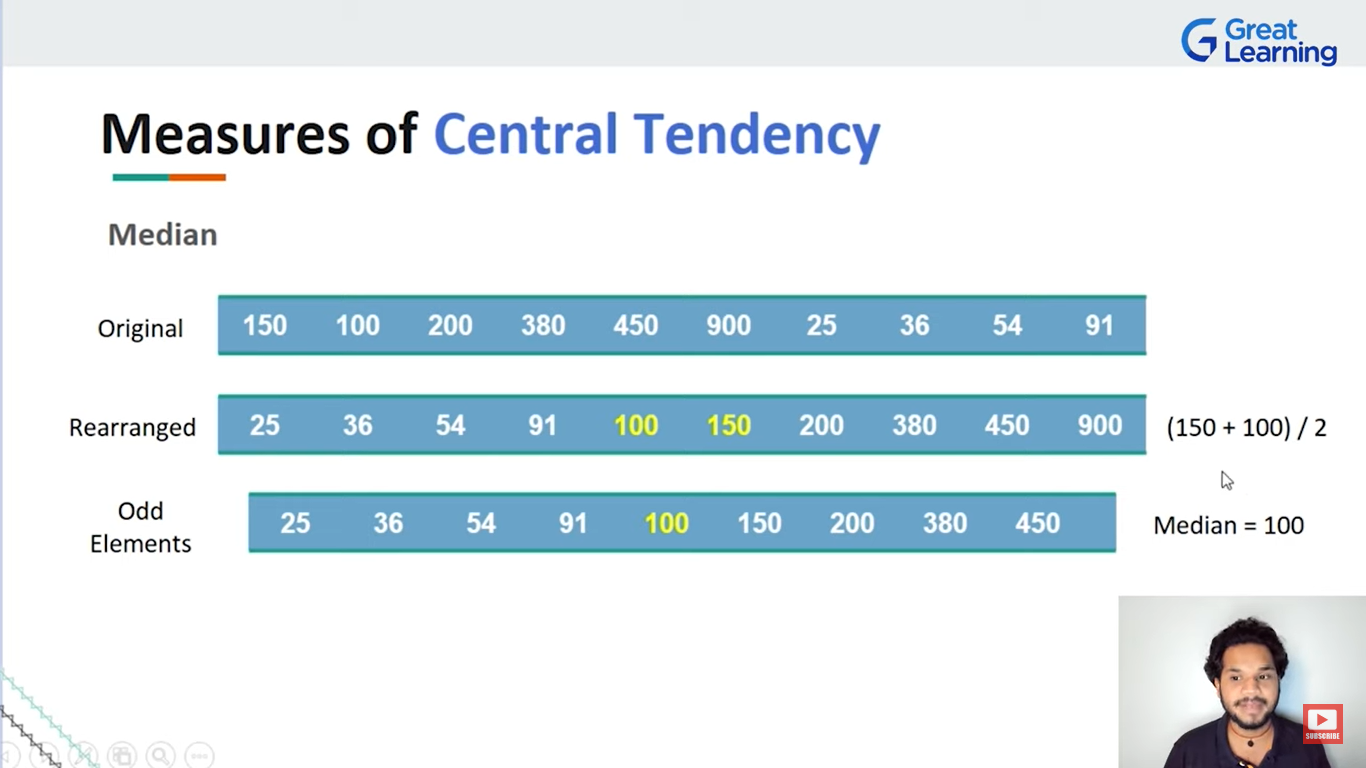 Great
Learning
Measures of Central Tendency
Median
Original 150 100 200 380 450 900 25 36 54 91
Rearranged 25 36 54 91 100 150 200 380 450 900 (150 + 100) / 2
Odd
Elements 25 36 54 91 100 150 200 380 450 Median = 100
SUBSCRIBE